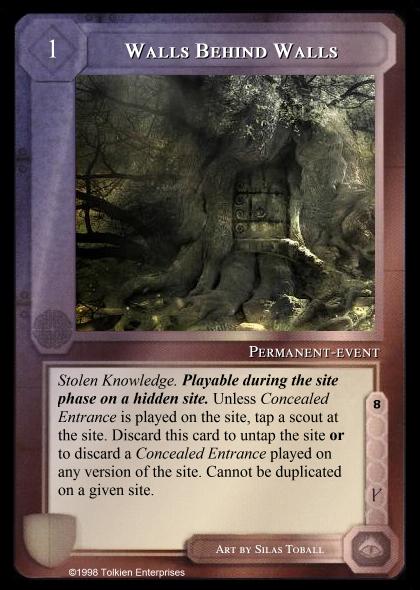 1
WALLS BEHIND WALLS
PERMANENT-EVENT
Stolen Knowledge. Playable during the site
phase on a hidden site. Unless Concealed
Entrance is played on the site, tap a scout at
the site. Discard this card to untap the site or
to discard a Concealed Entrance played on
any version of the site. Cannot be duplicated
on a given site.
8
ART BY SILAS TOBALL
©1998 Tolkien Enterprises